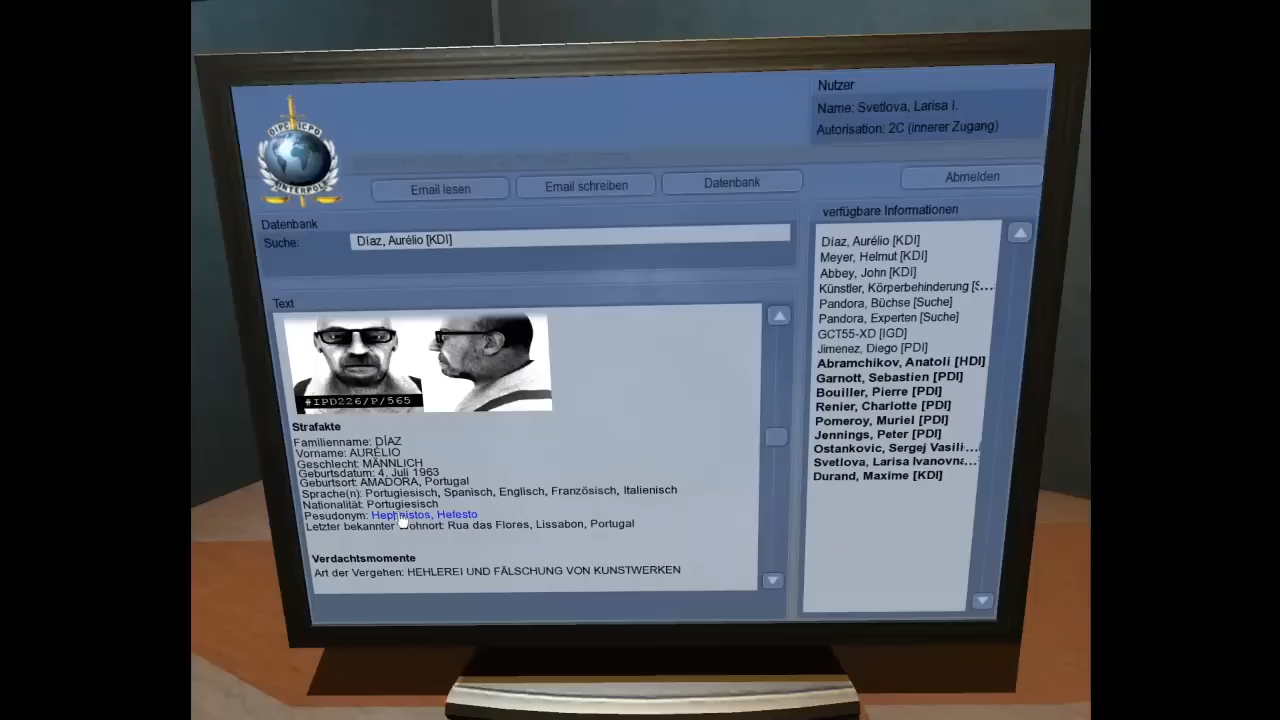 Nutzer
Name: Svetlova, Larisa I.
Autorisation: 2C (innerer Zugang)
OIPC ICPO
INTERPOL
Email lesen
Email schreiben
Datenbank
Abmelden
Datenbank
Suche: Díaz, Aurélio [KDI]
Text
#IPD226/P/565
Strafakte
Familienname: DÍAZ
Vorname: AURÉLIO
Geschlecht: MÄNNLICH
Geburtsdatum: 4. Juli 1963
Geburtsort: AMADORA, Portugal
Sprache(n): Portugiesisch, Spanisch, Englisch, Französisch, Italienisch
Nationalität: Portugiesisch
Pesudonym: Hephaistos, Hefesto
Letzter bekannter Wohnort: Rua das Flores, Lissabon, Portugal
Verdachtsmomente
Art der Vergehen: HEHLEREI UND FÄLSCHUNG VON KUNSTWERKEN
verfügbare Informationen
Díaz, Aurélio [KDI]
Meyer, Helmut [KDI]
Abbey, John [KDI]
Künstler, Körperbehinderung [S...
Pandora, Büchse [Suche]
Pandora, Experten [Suche]
GCT55-XD [IGD]
Jimenez, Diego [PDI]
Abramchikov, Anatoli [HDI]
Garnott, Sebastien [PDI]
Bouiller, Pierre [PDI]
Renier, Charlotte [PDI]
Pomeroy, Muriel [PDI]
Jennings, Peter [PDI]
Ostankovic, Sergej Vasili...
Svetlova, Larisa Ivanovna...
Durand, Maxime [KDI]